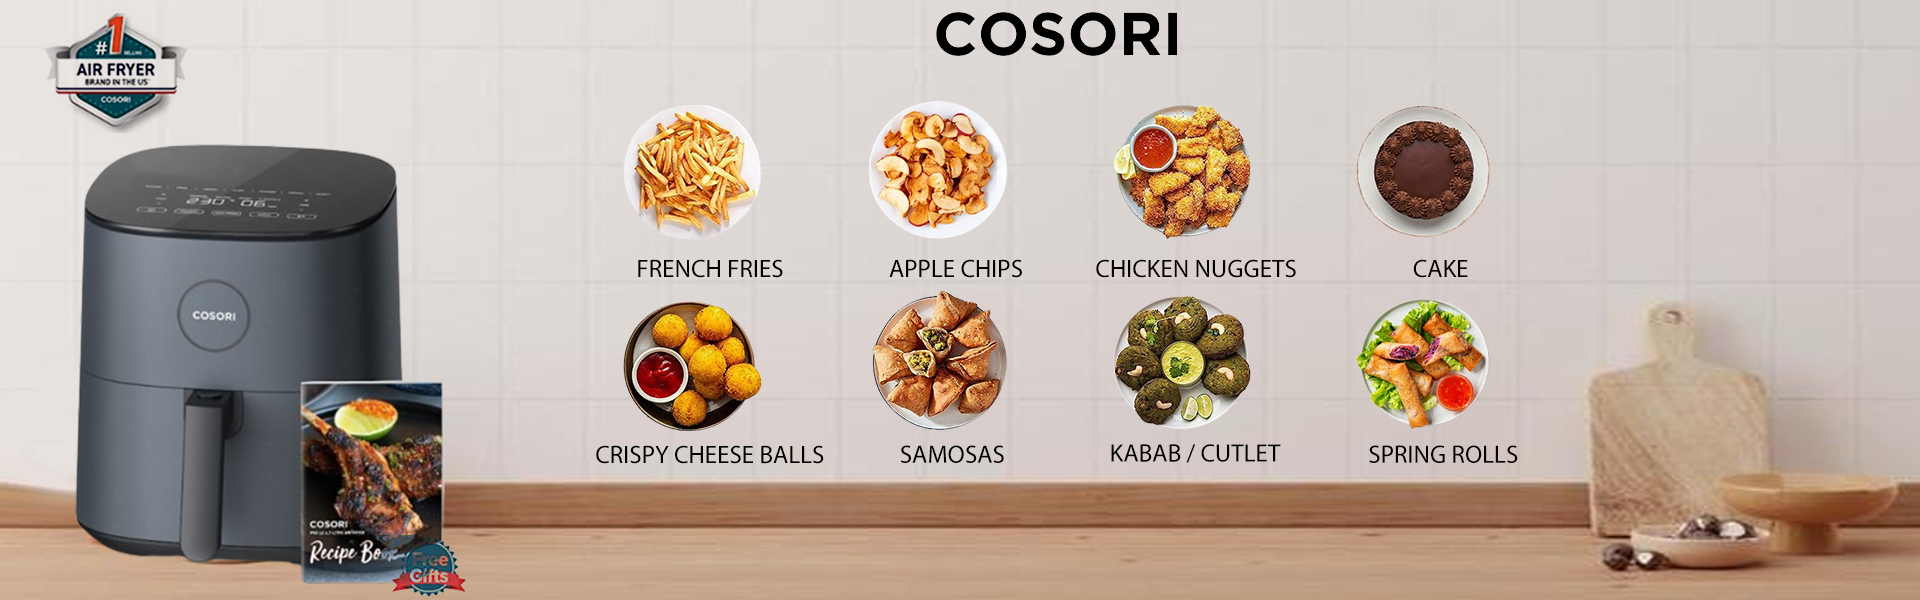 COSORI
#1
SELLING
AIR FRYER
BRAND IN THE US
COSORI
FRENCH FRIES
APPLE CHIPS
CHICKEN NUGGETS
CAKE
COSORI
CRISPY CHEESE BALLS
SAMOSAS
KABAB / CUTLET
SPRING ROLLS
COSORI
Recipe
Free
Gifts